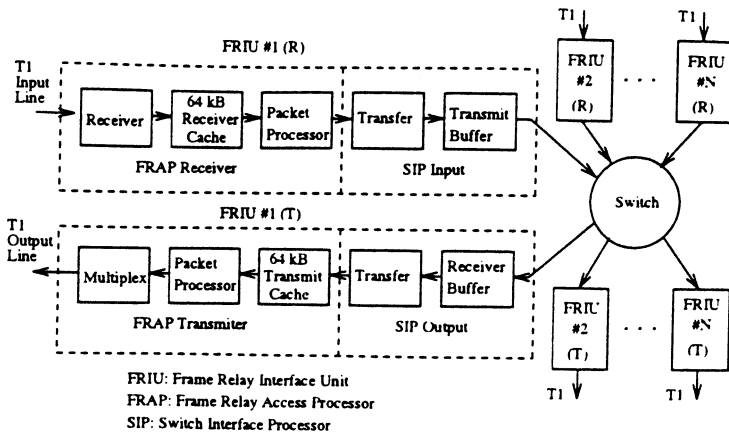 T1
T1
FRIU #1 (R)
T1
Input
Line
FRIU
#2
(R)
. . .
FRIU
#N
(R)
Receiver
64 kB
Receiver
Cache
Packet
Processor
Transfer
Transmit
Buffer
FRAP Receiver
SIP Input
Switch
FRIU #1 (T)
T1
Output
Line
Multiplex
Packet
Processor
64 kB
Transmit
Cache
Transfer
Receiver
Buffer
FRAP Transmiter
SIP Output
FRIU
#2
(T)
. . .
FRIU
#N
(T)
T1
T1
FRIU: Frame Relay Interface Unit
FRAP: Frame Relay Access Processor
SIP: Switch Interface Processor